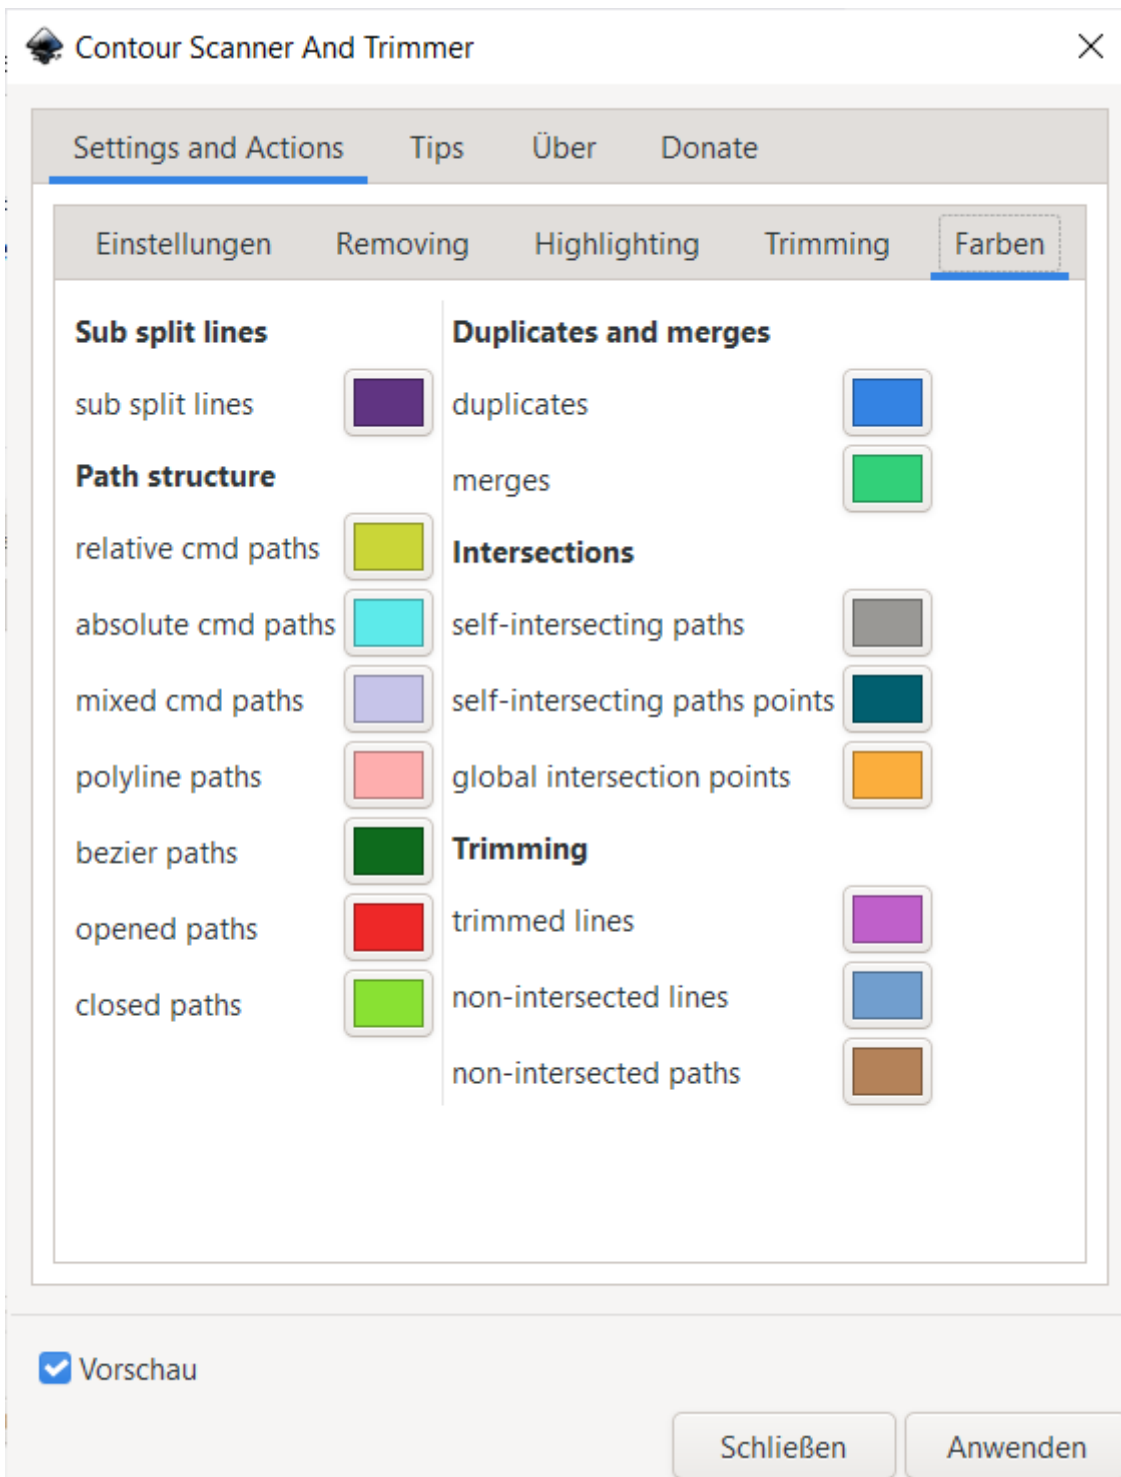 Contour Scanner And Trimmer
Settings and Actions Tips Über Donate
Einstellungen Removing Highlighting Trimming Farben
Sub split lines
sub split lines
Path structure
relative cmd paths
absolute cmd paths
mixed cmd paths
polyline paths
bezier paths
opened paths
closed paths
Duplicates and merges
duplicates
merges
Intersections
self-intersecting paths
self-intersecting paths points
global intersection points
Trimming
trimmed lines
non-intersected lines
non-intersected paths
Vorschau
Schließen Anwenden